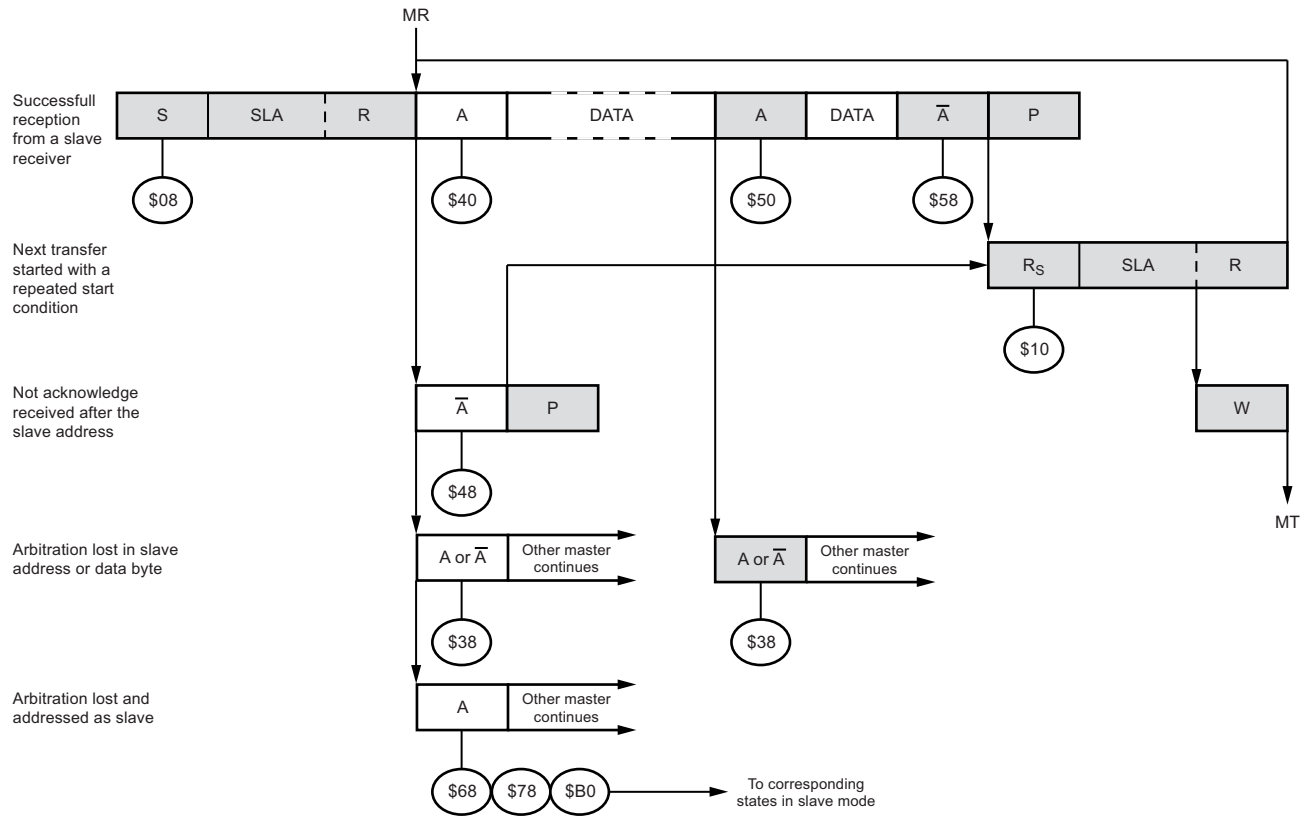 MR
Successfull
reception
from a slave
receiver
S SLA R A DATA A DATA A̅ P
$08 $40 $50 $58
Next transfer
started with a
repeated start
condition
RS SLA R
$10
Not acknowledge
received after the
slave address
A̅ P W
$48
MT
Arbitration lost in slave
address or data byte
A or A̅ Other master
continues
A or A̅ Other master
continues
$38 $38
Arbitration lost and
addressed as slave
A Other master
continues
$68 $78 $B0 To corresponding
states in slave mode